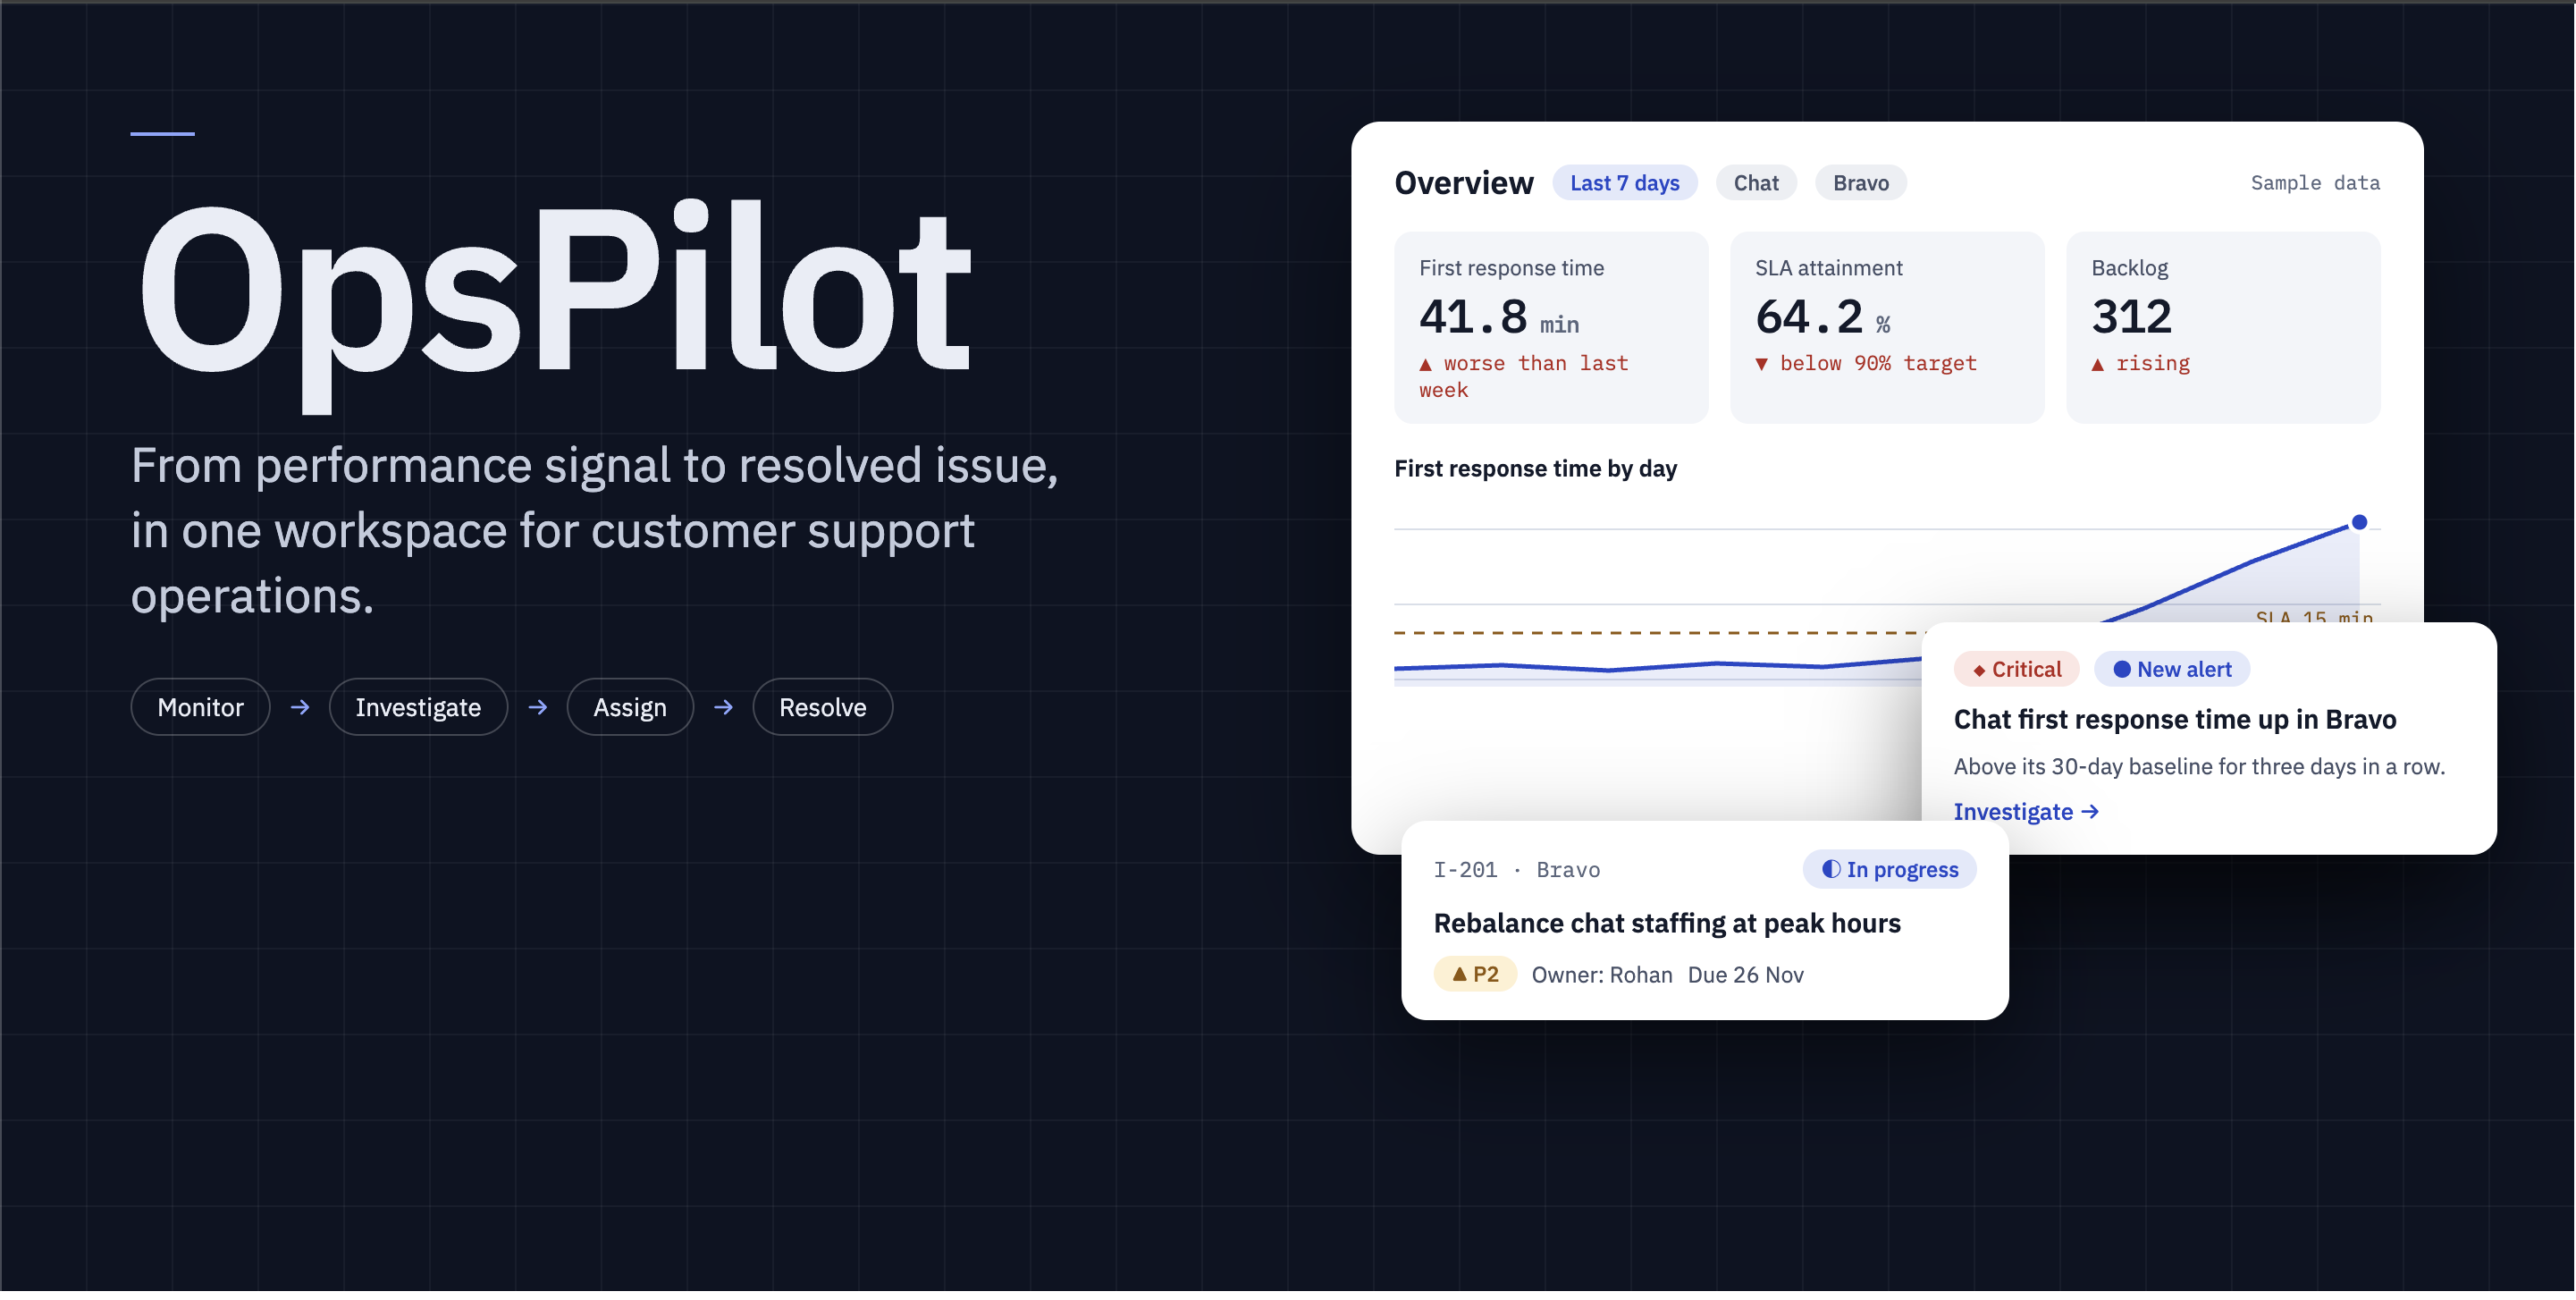 OpsPilot
From performance signal to resolved issue,
in one workspace for customer support
operations.
Monitor → Investigate → Assign → Resolve
Overview Last 7 days Chat Bravo Sample data
First response time
41.8 min
▲ worse than last
week
SLA attainment
64.2 %
▼ below 90% target
Backlog
312
▲ rising
First response time by day
SLA 15 min
◆ Critical ● New alert
Chat first response time up in Bravo
Above its 30-day baseline for three days in a row.
Investigate →
I-201 · Bravo ◐ In progress
Rebalance chat staffing at peak hours
▲ P2 Owner: Rohan Due 26 Nov